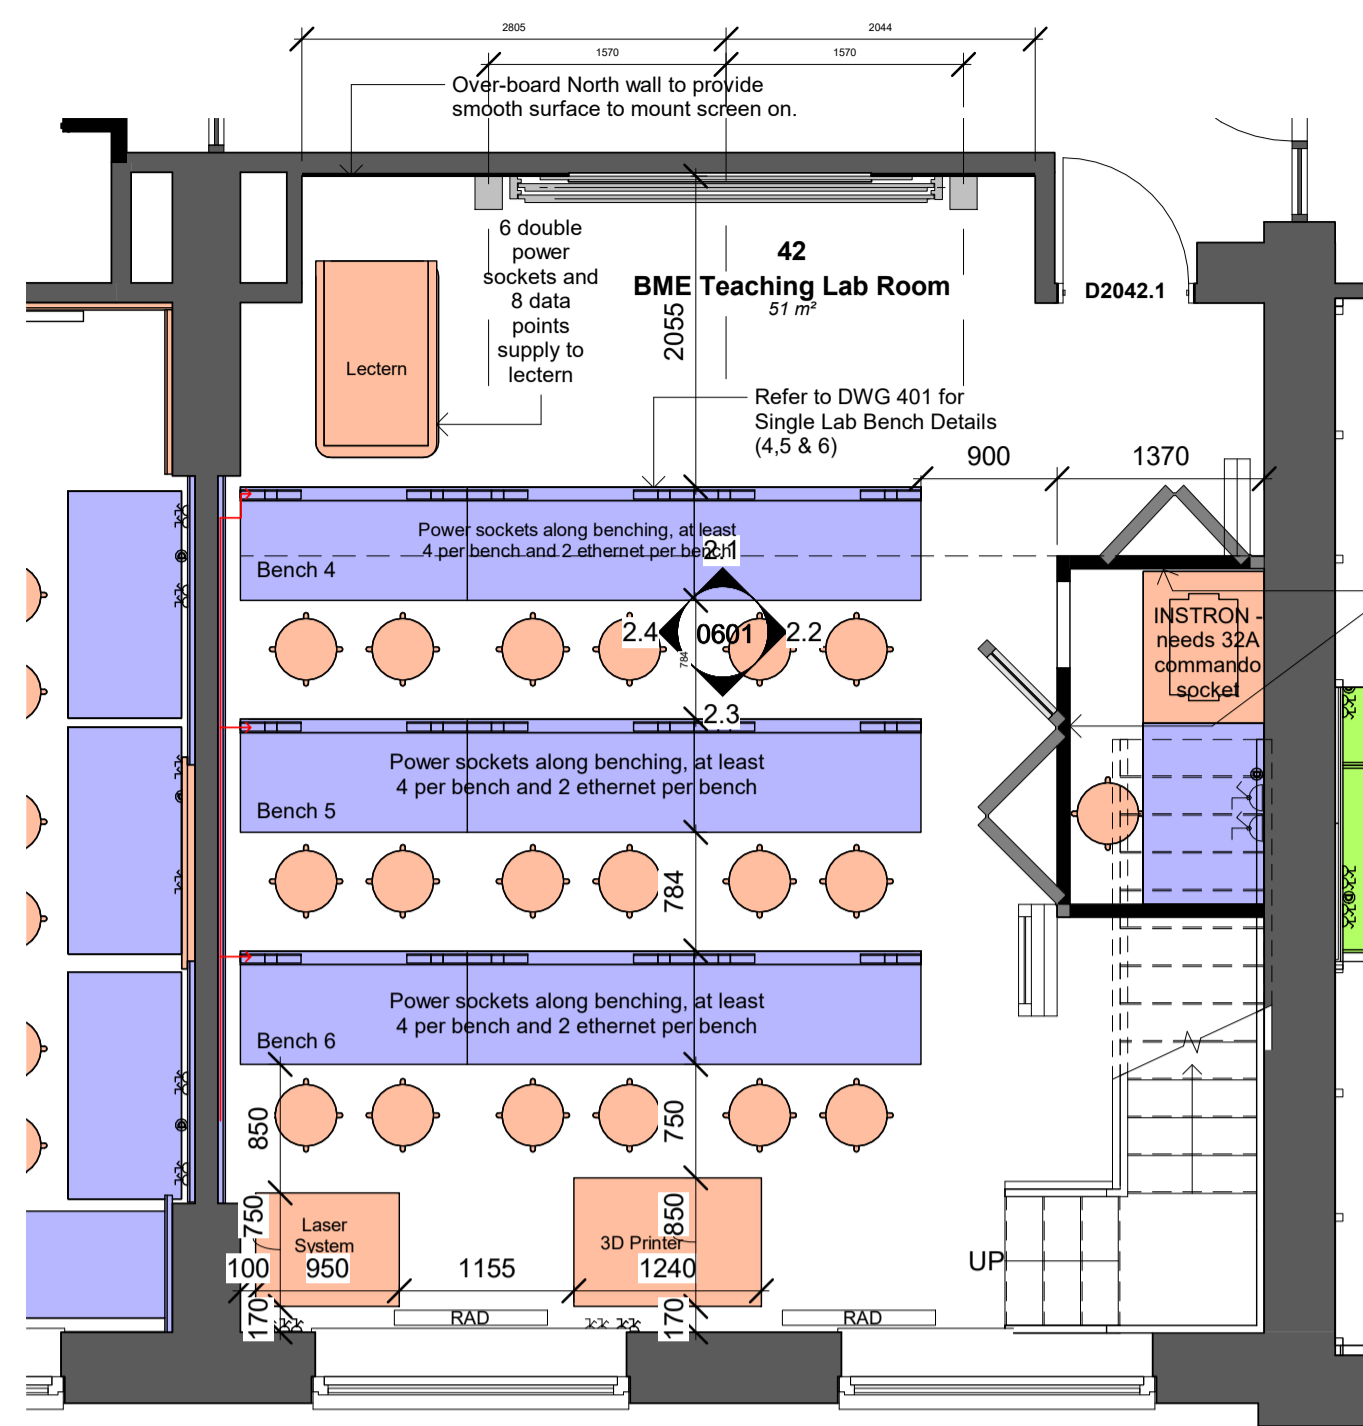 2805
2044
1570
1570
Over-board North wall to provide
smooth surface to mount screen on.
6 double
power
sockets and
8 data
points
supply to
lectern
42
BME Teaching Lab Room
51 m²
D2042.1
2055
Lectern
Refer to DWG 401 for
Single Lab Bench Details
(4,5 & 6)
900
1370
Power sockets along benching, at least
4 per bench and 2 ethernet per bench
Bench 4
2.1
2.4
0601
2.2
2.3
784
INSTRON -
needs 32A
commando
socket
Power sockets along benching, at least
4 per bench and 2 ethernet per bench
Bench 5
784
Power sockets along benching, at least
4 per bench and 2 ethernet per bench
Bench 6
850
750
750
Laser
System
850
3D Printer
100
950
1155
1240
UP
170
RAD
170
RAD